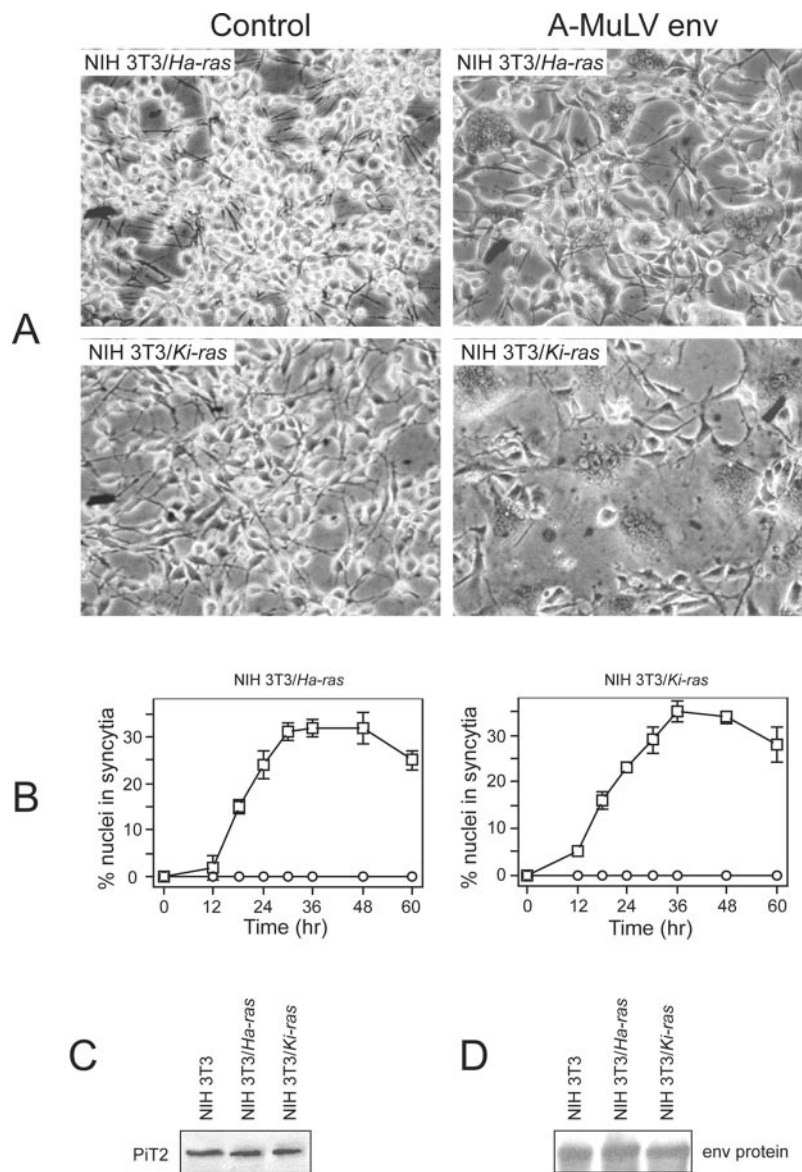 Control
A-MuLV env
A
NIH 3T3/Ha-ras
NIH 3T3/Ha-ras
NIH 3T3/Ki-ras
NIH 3T3/Ki-ras
B
NIH 3T3/Ha-ras
% nuclei in syncytia
30
20
10
0
0 12 24 36 48 60
Time (hr)
NIH 3T3/Ki-ras
% nuclei in syncytia
30
20
10
0
0 12 24 36 48 60
Time (hr)
C
NIH 3T3
NIH 3T3/Ha-ras
NIH 3T3/Ki-ras
PiT2
D
NIH 3T3
NIH 3T3/Ha-ras
NIH 3T3/Ki-ras
env protein